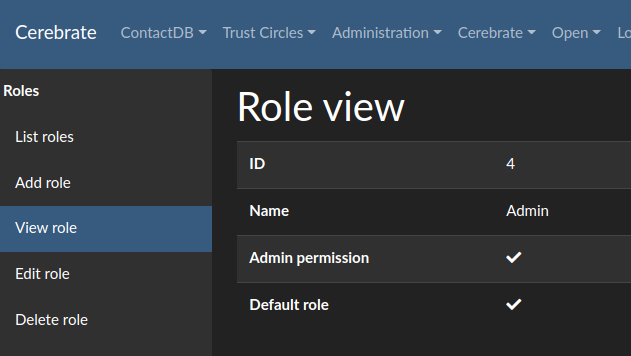 Cerebrate ContactDB Trust Circles Administration Cerebrate Open Lo
Roles
List roles
Add role
View role
Edit role
Delete role
Role view
ID 4
Name Admin
Admin permission
Default role